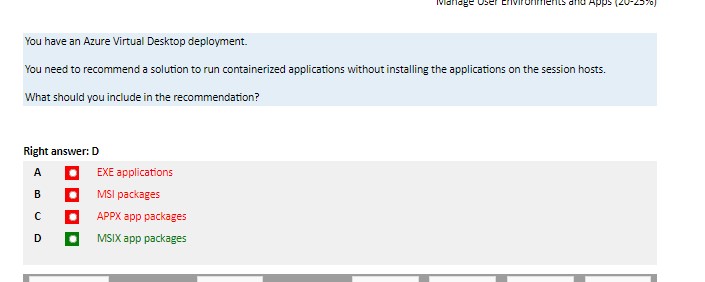 Manage User Environments and Apps (20-25%)
You have an Azure Virtual Desktop deployment.
You need to recommend a solution to run containerized applications without installing the applications on the session hosts.
What should you include in the recommendation?
Right answer: D
A EXE applications
B MSI packages
C APPX app packages
D MSIX app packages